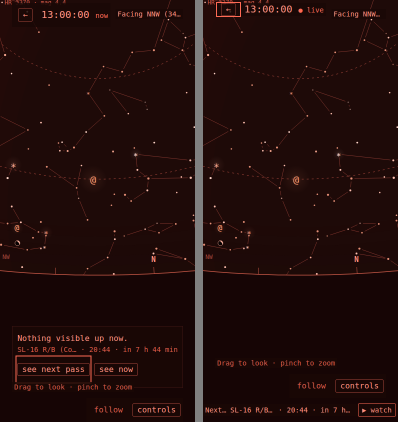 ← 13:00:00 now Facing NNW (34…
NW
N
Nothing visible up now.
SL-16 R/B (Co… · 20:44 · in 7 h 44 min
see next pass see now
Drag to look · pinch to zoom
follow controls
← 13:00:00 ● live Facing NNW…
N
Drag to look · pinch to zoom
follow controls
Next… SL-16 R/B… · 20:44 · in 7 h… ▶ watch